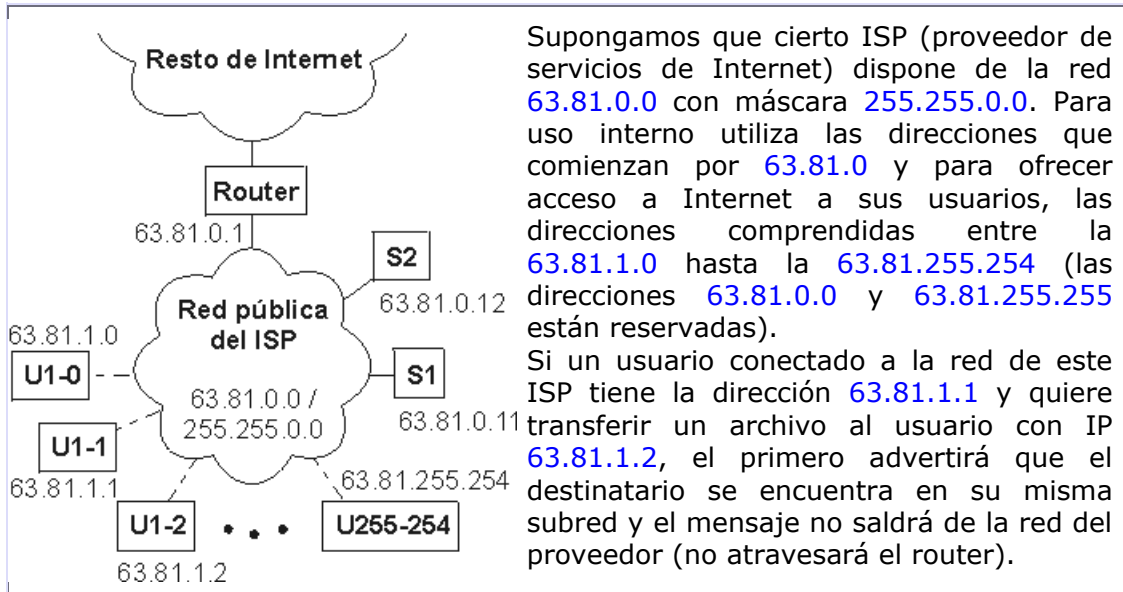 Resto de Internet
Router
63.81.0.1
S2
63.81.0.12
Red pública
del ISP
63.81.1.0
U1-0
S1
63.81.0.0 /
255.255.0.0
63.81.0.11
U1-1
63.81.1.1
63.81.255.254
U1-2
U255-254
63.81.1.2
Supongamos que cierto ISP (proveedor de
servicios de Internet) dispone de la red
63.81.0.0 con máscara 255.255.0.0. Para
uso interno utiliza las direcciones que
comienzan por 63.81.0 y para ofrecer
acceso a Internet a sus usuarios, las
direcciones comprendidas entre la
63.81.1.0 hasta la 63.81.255.254 (las
direcciones 63.81.0.0 y 63.81.255.255
están reservadas).
Si un usuario conectado a la red de este
ISP tiene la dirección 63.81.1.1 y quiere
transferir un archivo al usuario con IP
63.81.1.2, el primero advertirá que el
destinatario se encuentra en su misma
subred y el mensaje no saldrá de la red del
proveedor (no atravesará el router).